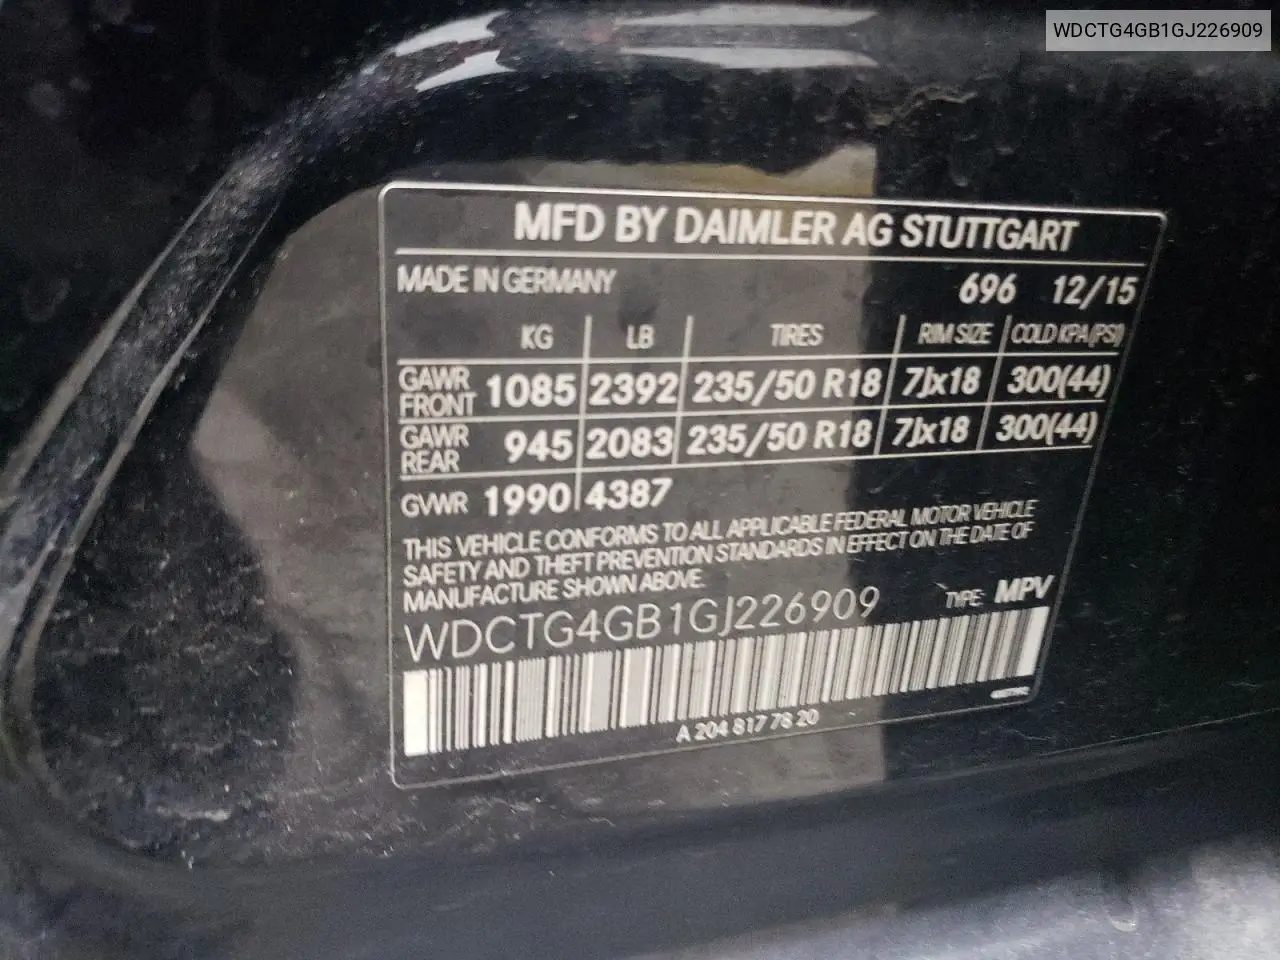 WDCTG4GB1GJ226909
MFD BY DAIMLER AG STUTTGART
MADE IN GERMANY 696 12/15
KG LB TIRES RIM SIZE COLD KPA(PSI)
GAWR FRONT 1085 2392 235/50 R18 7Jx18 300(44)
GAWR REAR 945 2083 235/50 R18 7Jx18 300(44)
GVWR 1990 4387
THIS VEHICLE CONFORMS TO ALL APPLICABLE FEDERAL MOTOR VEHICLE
SAFETY AND THEFT PREVENTION STANDARDS IN EFFECT ON THE DATE OF
MANUFACTURE SHOWN ABOVE.
WDCTG4GB1GJ226909 TYPE: MPV
A 204 817 78 20